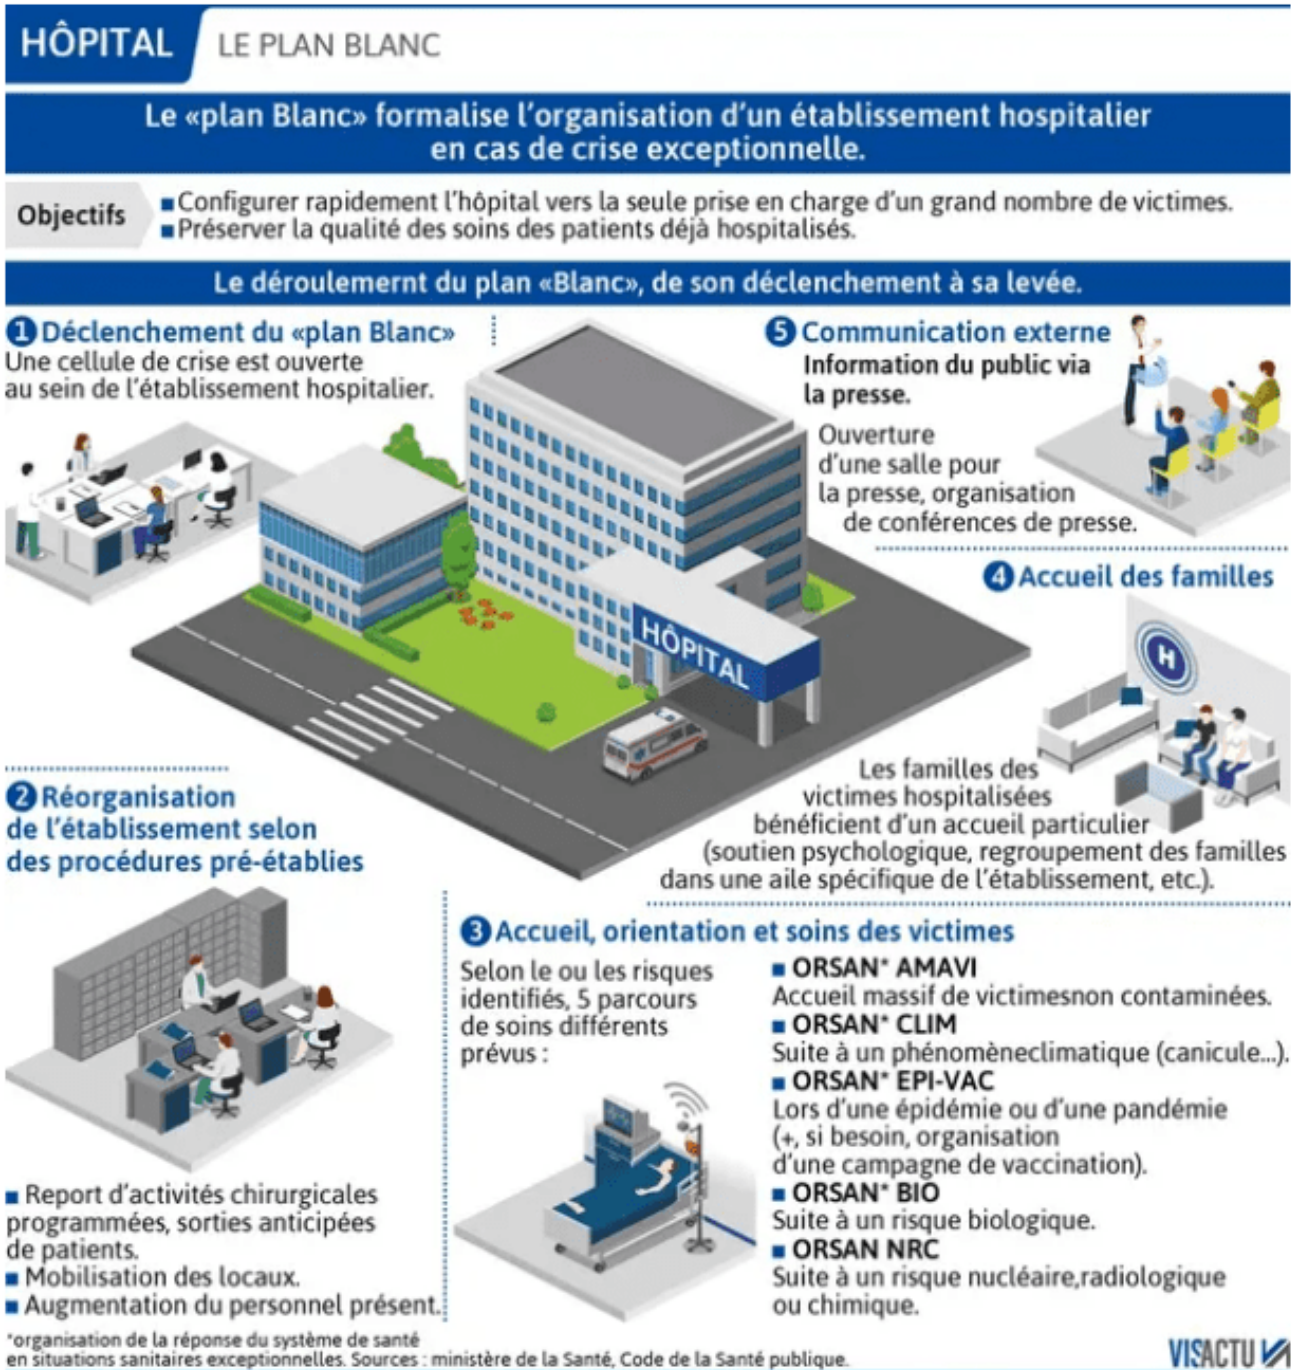 HÔPITAL
LE PLAN BLANC
Le «plan Blanc» formalise l'organisation d'un établissement hospitalier
en cas de crise exceptionnelle.
Objectifs
■ Configurer rapidement l'hôpital vers la seule prise en charge d'un grand nombre de victimes.
■ Préserver la qualité des soins des patients déjà hospitalisés.
Le déroulemernt du plan «Blanc», de son déclenchement à sa levée.
1 Déclenchement du «plan Blanc»
Une cellule de crise est ouverte
au sein de l'établissement hospitalier.
HÔPITAL
2 Réorganisation
de l'établissement selon
des procédures pré-établies
■ Report d'activités chirurgicales
programmées, sorties anticipées
de patients.
■ Mobilisation des locaux.
■ Augmentation du personnel présent.
3 Accueil, orientation et soins des victimes
Selon le ou les risques
identifiés, 5 parcours
de soins différents
prévus :
■ ORSAN* AMAVI
Accueil massif de victimesnon contaminées.
■ ORSAN* CLIM
Suite à un phénomèneclimatique (canicule...).
■ ORSAN* EPI-VAC
Lors d'une épidémie ou d'une pandémie
(+, si besoin, organisation
d'une campagne de vaccination).
■ ORSAN* BIO
Suite à un risque biologique.
■ ORSAN NRC
Suite à un risque nucléaire,radiologique
ou chimique.
4 Accueil des familles
H
Les familles des
victimes hospitalisées
bénéficient d'un accueil particulier
(soutien psychologique, regroupement des familles
dans une aile spécifique de l'établissement, etc.).
5 Communication externe
Information du public via
la presse.
Ouverture
d'une salle pour
la presse, organisation
de conférences de presse.
*organisation de la réponse du système de santé
en situations sanitaires exceptionnelles. Sources : ministère de la Santé, Code de la Santé publique.
VISACTU